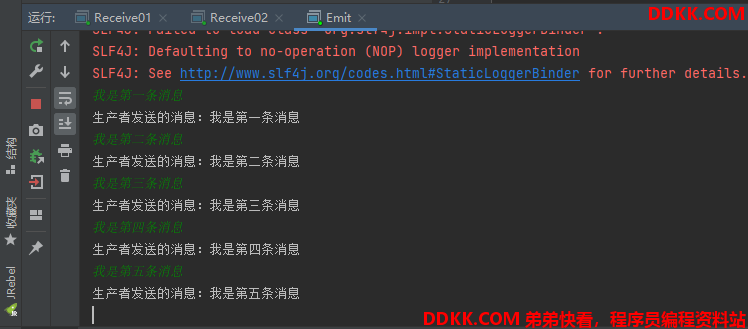 运行:
Receive01
Receive02
Emit
DDKK.COM
SLF4J: Failed to load class "org.slf4j.impl.StaticLoggerBinder".
SLF4J: Defaulting to no-operation (NOP) logger implementation
SLF4J: See http://www.slf4j.org/codes.html#StaticLoggerBinder for further details.
我是第一条消息
生产者发送的消息：我是第一条消息
我是第二条消息
生产者发送的消息：我是第二条消息
我是第三条消息
生产者发送的消息：我是第三条消息
我是第四条消息
生产者发送的消息：我是第四条消息
我是第五条消息
生产者发送的消息：我是第五条消息
结构
收藏夹
JRebel
DDKK.COM 弟弟快看，程序员编程资料站